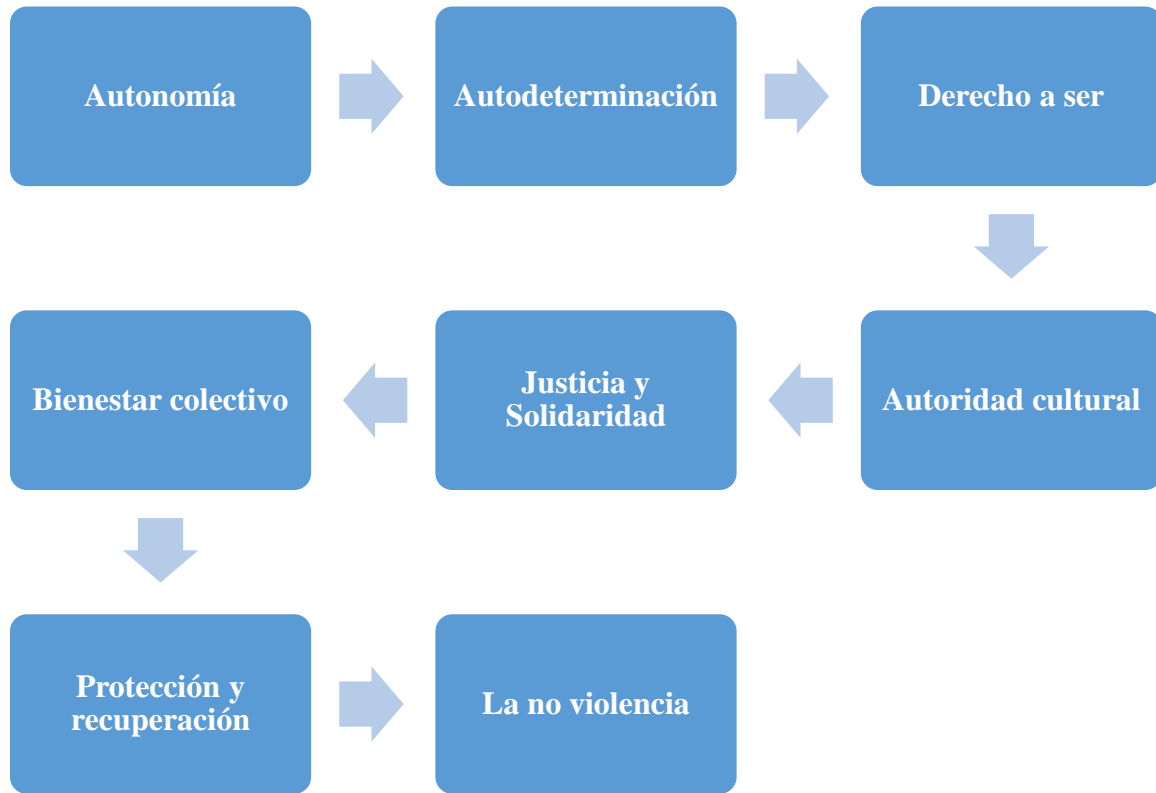 Autonomía
Autodeterminación
Derecho a ser
Autoridad cultural
Justicia y
Solidaridad
Bienestar colectivo
Protección y
recuperación
La no violencia